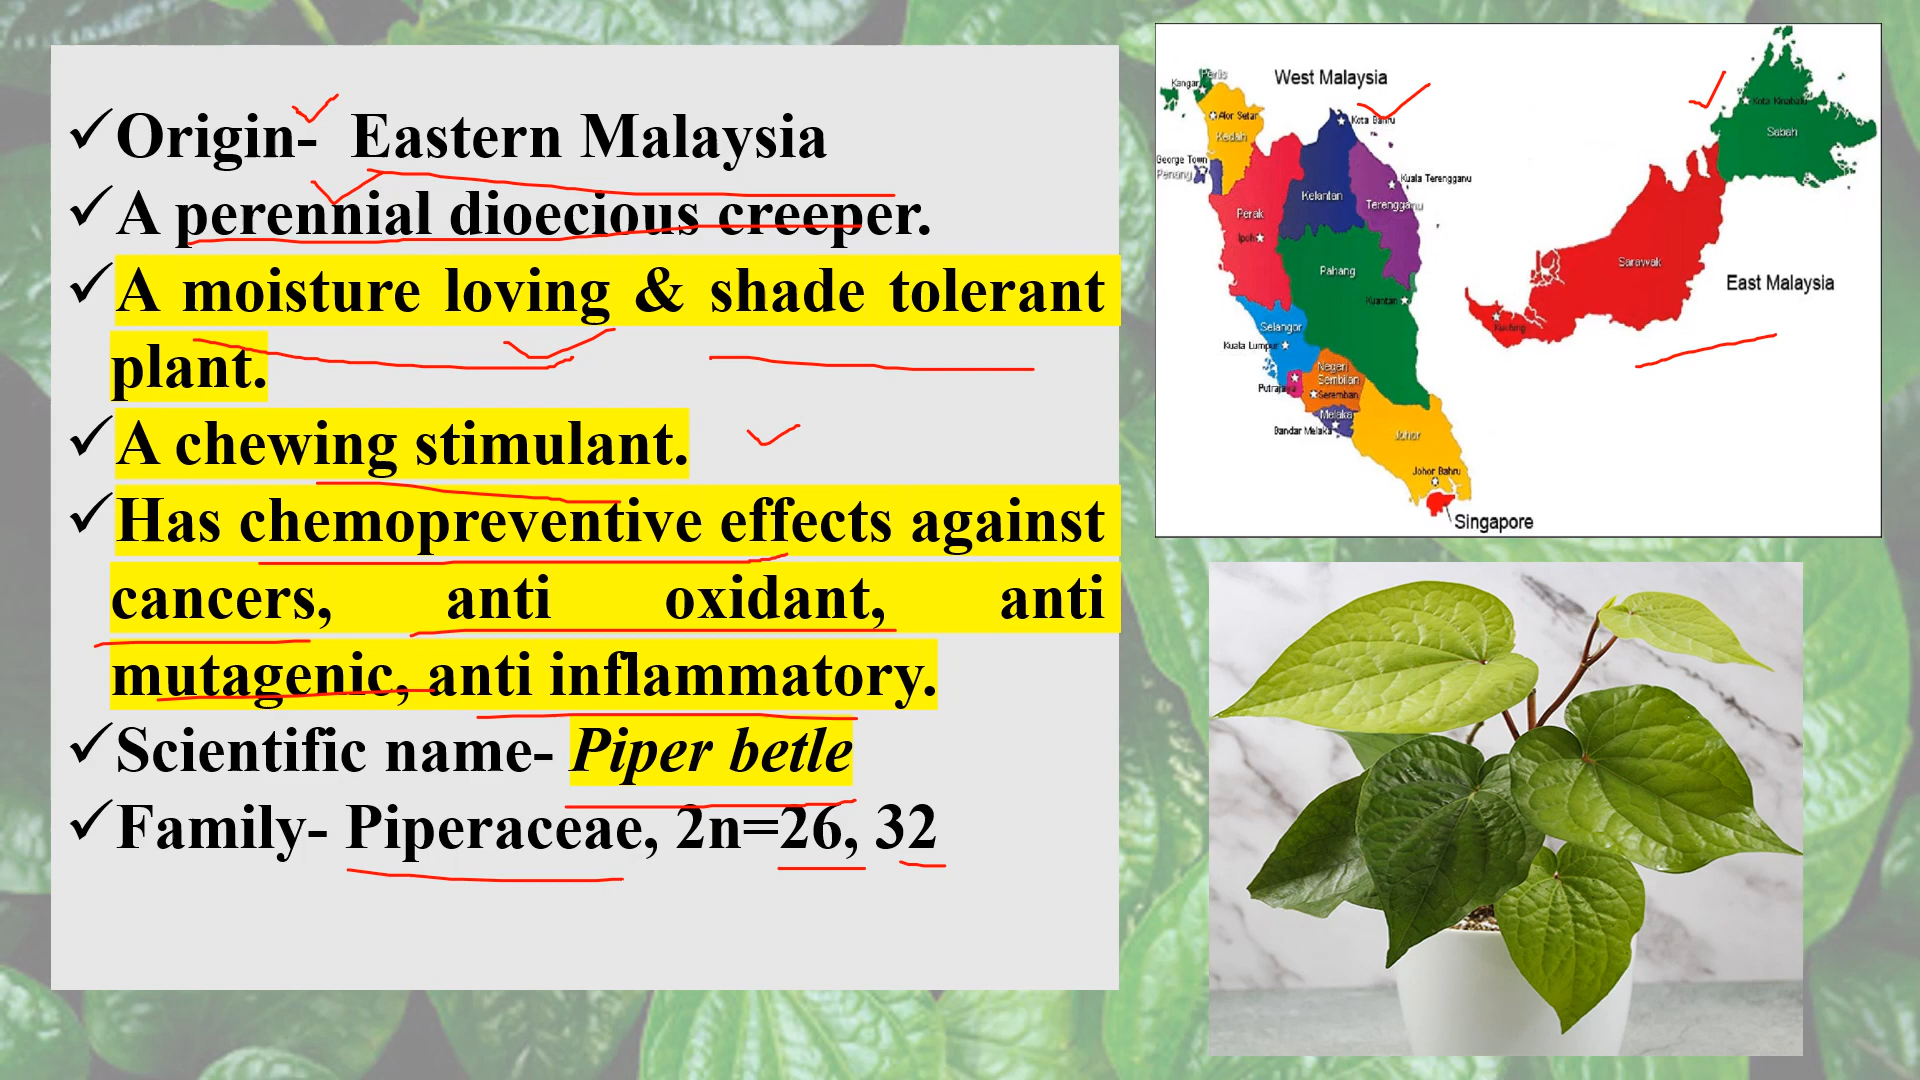 ✓Origin- Eastern Malaysia
✓A perennial dioecious creeper.
✓A moisture loving & shade tolerant
plant.
✓A chewing stimulant.
✓Has chemopreventive effects against
cancers, anti oxidant, anti
mutagenic, anti inflammatory.
✓Scientific name- Piper betle
✓Family- Piperaceae, 2n=26, 32
West Malaysia
Perlis
Kangar
Alor Setar
Kedah
Kota Bahru
George Town
Penang
Kuala Terengganu
Kelantan
Terengganu
Perak
Ipoh
Pahang
Kuantan
Selangor
Kuala Lumpur
Negeri
Sembilan
Putrajaya
Seremban
Melaka
Bandar Melaka
Johor
Johor Bahru
Singapore
Kota Kinabalu
Sabah
Sarawak
East Malaysia
Kuching